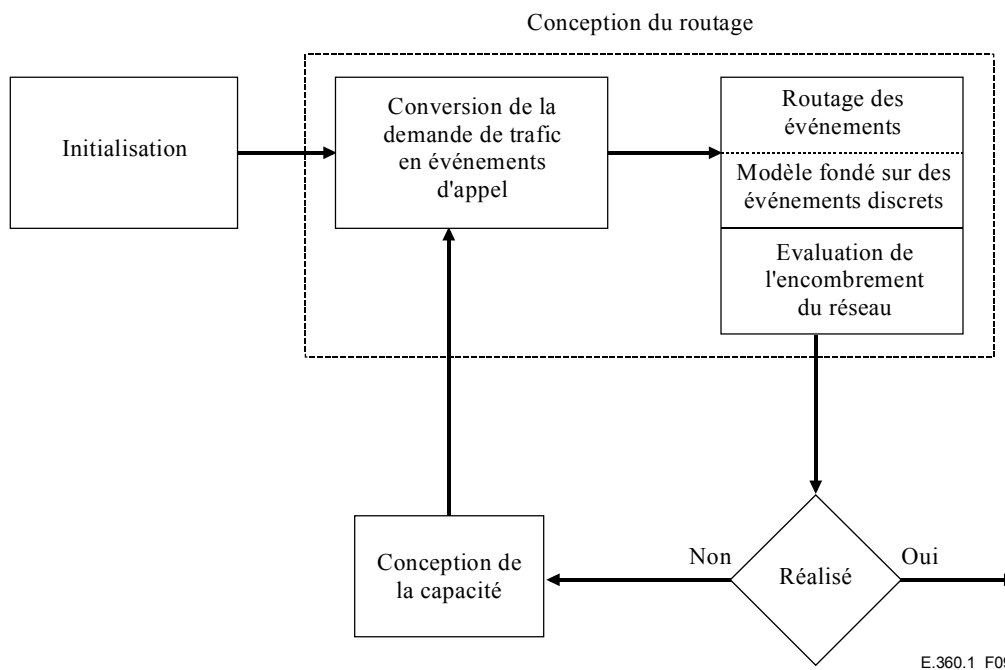 Conception du routage
Initialisation
Conversion de la
demande de trafic
en événements
d'appel
Routage des
événements
Modèle fondé sur des
événements discrets
Evaluation de
l'encombrement
du réseau
Conception de
la capacité
Non
Réalisé
Oui
E.360.1_F09